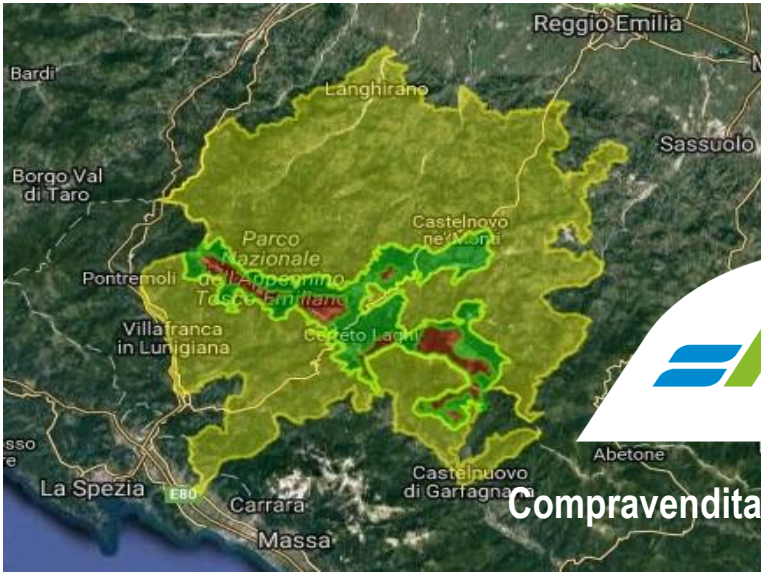 Reggio Emilia
Bardi
Langhirano
Sassuolo
Borgo Val
di Taro
Castelnovo
ne' Monti
Parco
Nazionale
dell'Appennino
Tosco-Emiliano
Pontremoli
Villafranca
in Lunigiana
Cerreto Laghi
Abetone
La Spezia
E80
Carrara
Castelnuovo
di Garfagnana
Massa
Compravendita